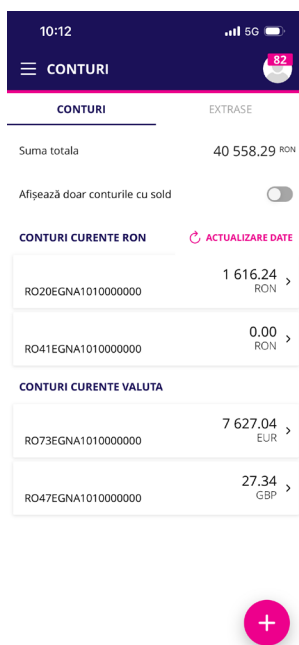 10:12
5G
CONTURI
82
CONTURI
EXTRASE
Suma totala
40 558.29 RON
Afișează doar conturile cu sold
CONTURI CURENTE RON
ACTUALIZARE DATE
1 616.24
RON
RO20EGNA1010000000
0.00
RON
RO41EGNA1010000000
CONTURI CURENTE VALUTA
7 627.04
EUR
RO73EGNA1010000000
27.34
GBP
RO47EGNA1010000000